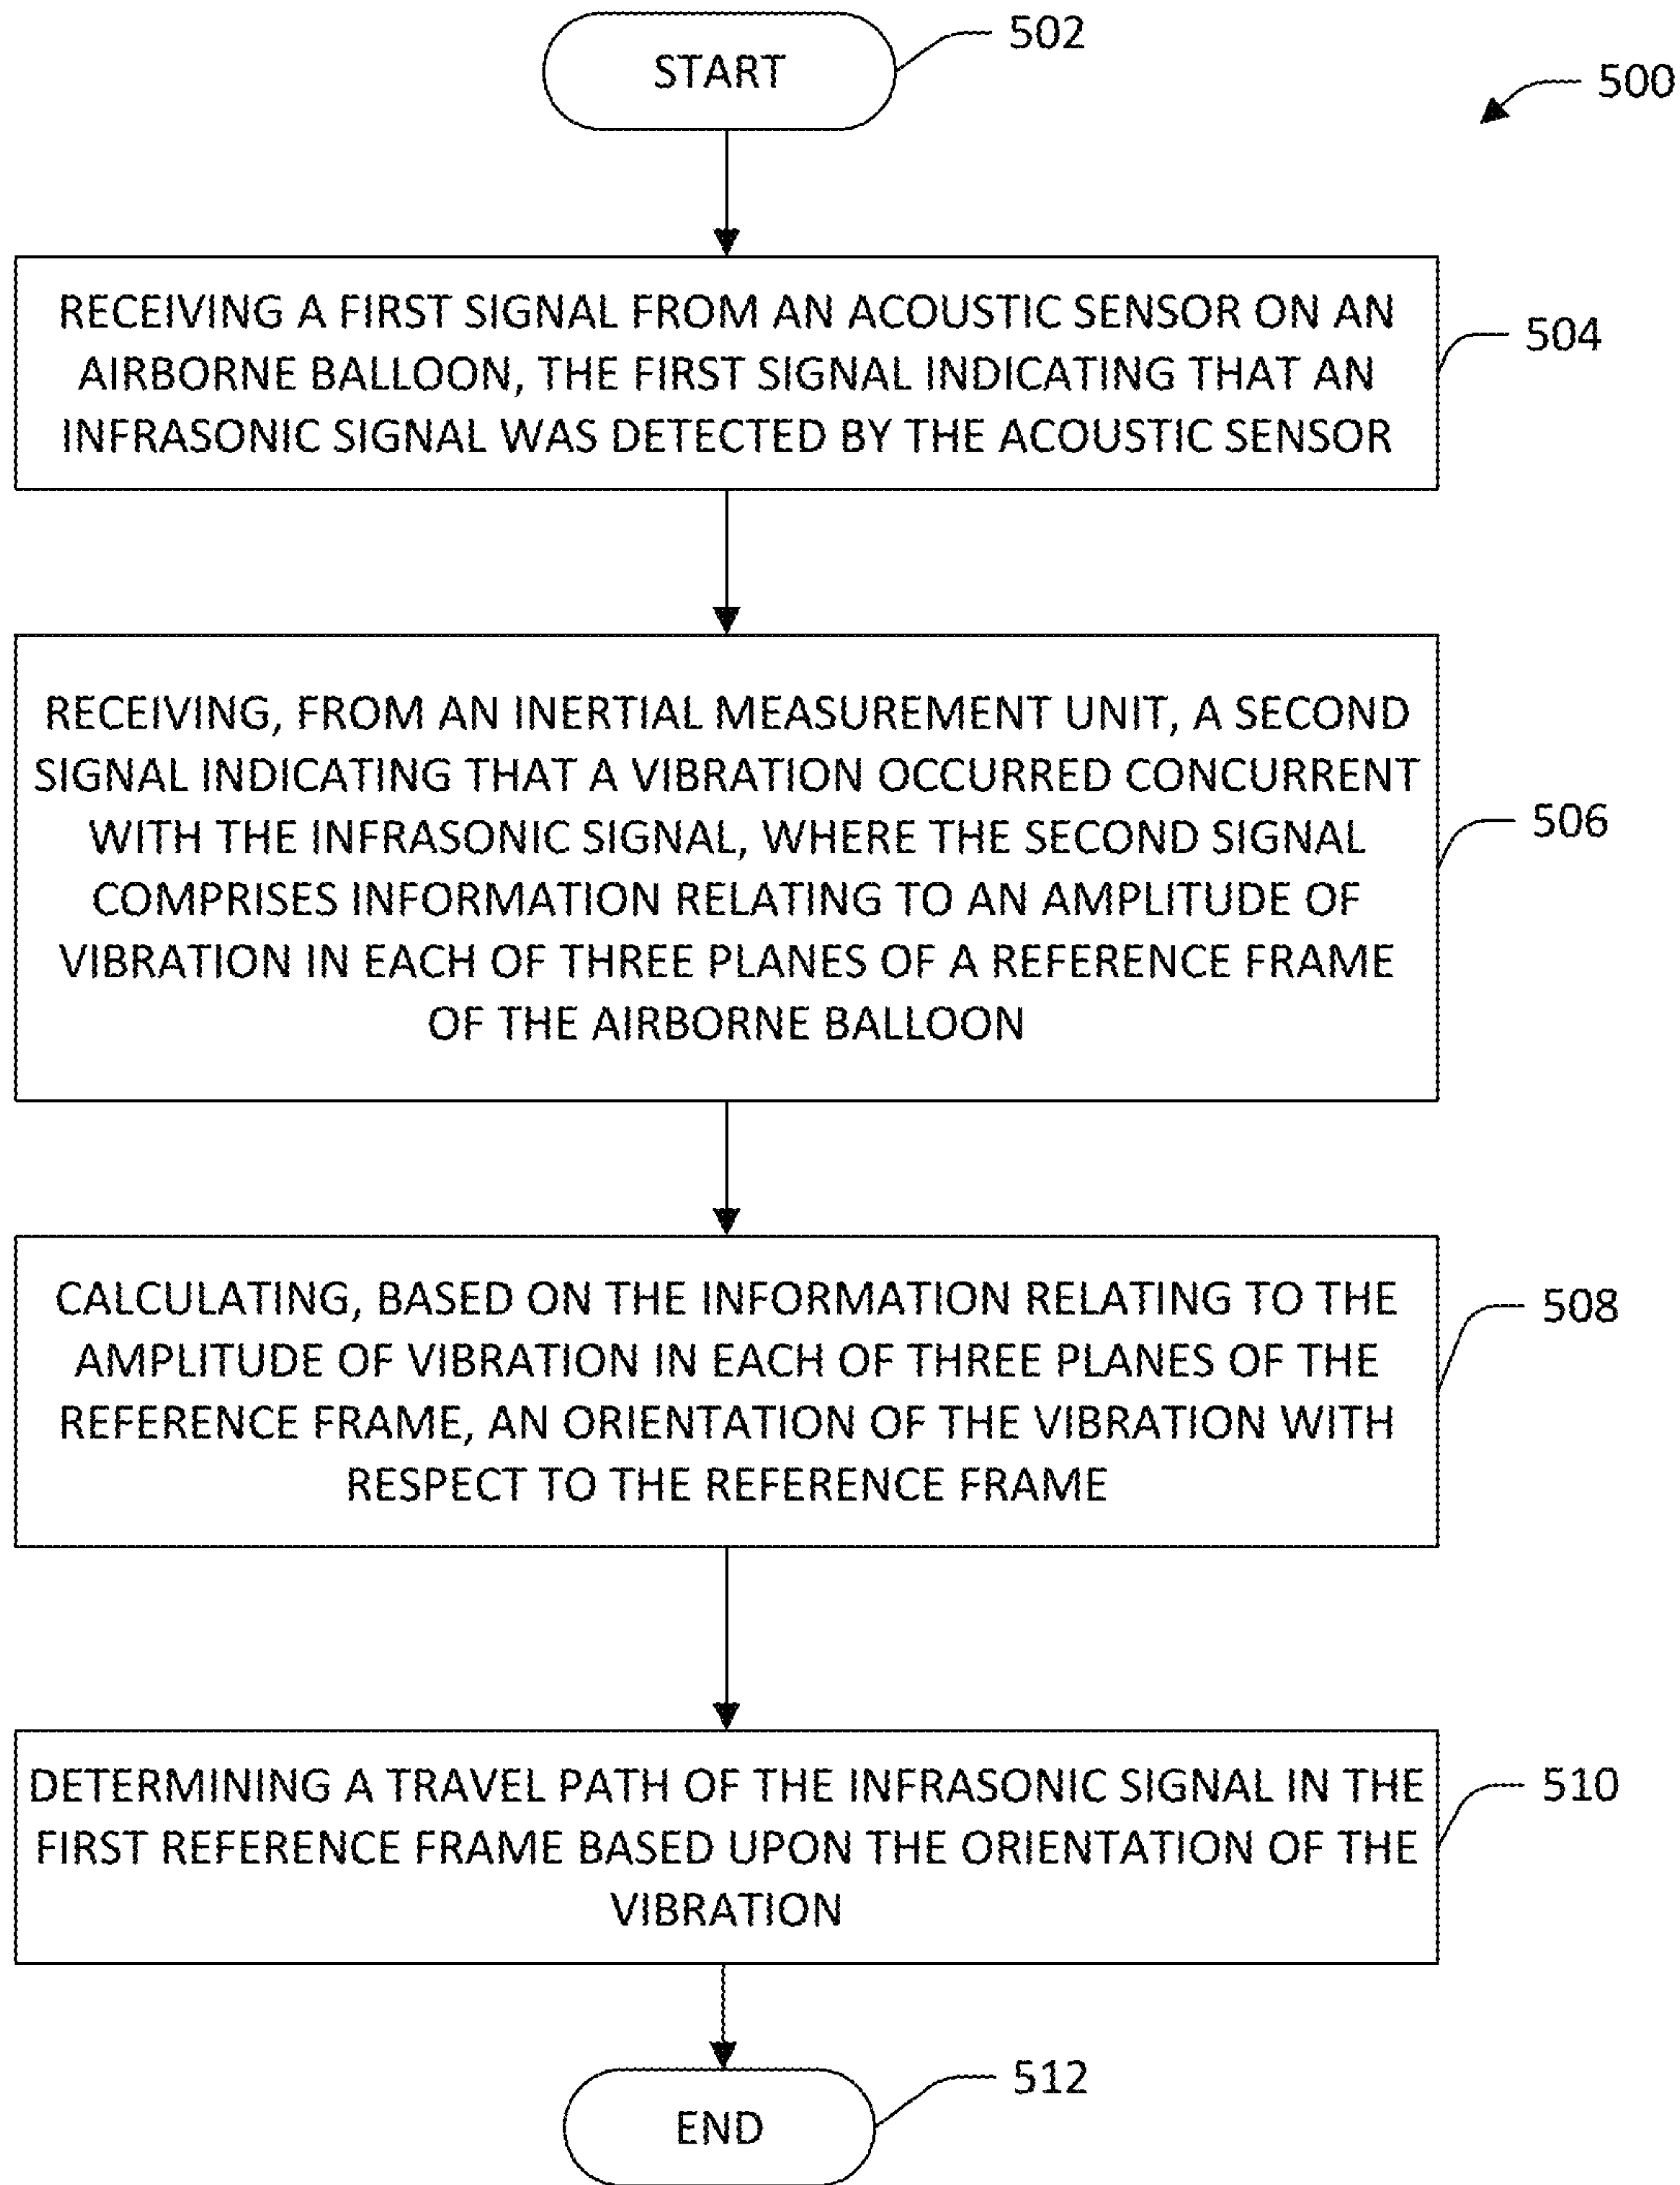 START
502
500
RECEIVING A FIRST SIGNAL FROM AN ACOUSTIC SENSOR ON AN
AIRBORNE BALLOON, THE FIRST SIGNAL INDICATING THAT AN
INFRASONIC SIGNAL WAS DETECTED BY THE ACOUSTIC SENSOR
504
RECEIVING, FROM AN INERTIAL MEASUREMENT UNIT, A SECOND
SIGNAL INDICATING THAT A VIBRATION OCCURRED CONCURRENT
WITH THE INFRASONIC SIGNAL, WHERE THE SECOND SIGNAL
COMPRISES INFORMATION RELATING TO AN AMPLITUDE OF
VIBRATION IN EACH OF THREE PLANES OF A REFERENCE FRAME
OF THE AIRBORNE BALLOON
506
CALCULATING, BASED ON THE INFORMATION RELATING TO THE
AMPLITUDE OF VIBRATION IN EACH OF THREE PLANES OF THE
REFERENCE FRAME, AN ORIENTATION OF THE VIBRATION WITH
RESPECT TO THE REFERENCE FRAME
508
DETERMINING A TRAVEL PATH OF THE INFRASONIC SIGNAL IN THE
FIRST REFERENCE FRAME BASED UPON THE ORIENTATION OF THE
VIBRATION
510
END
512